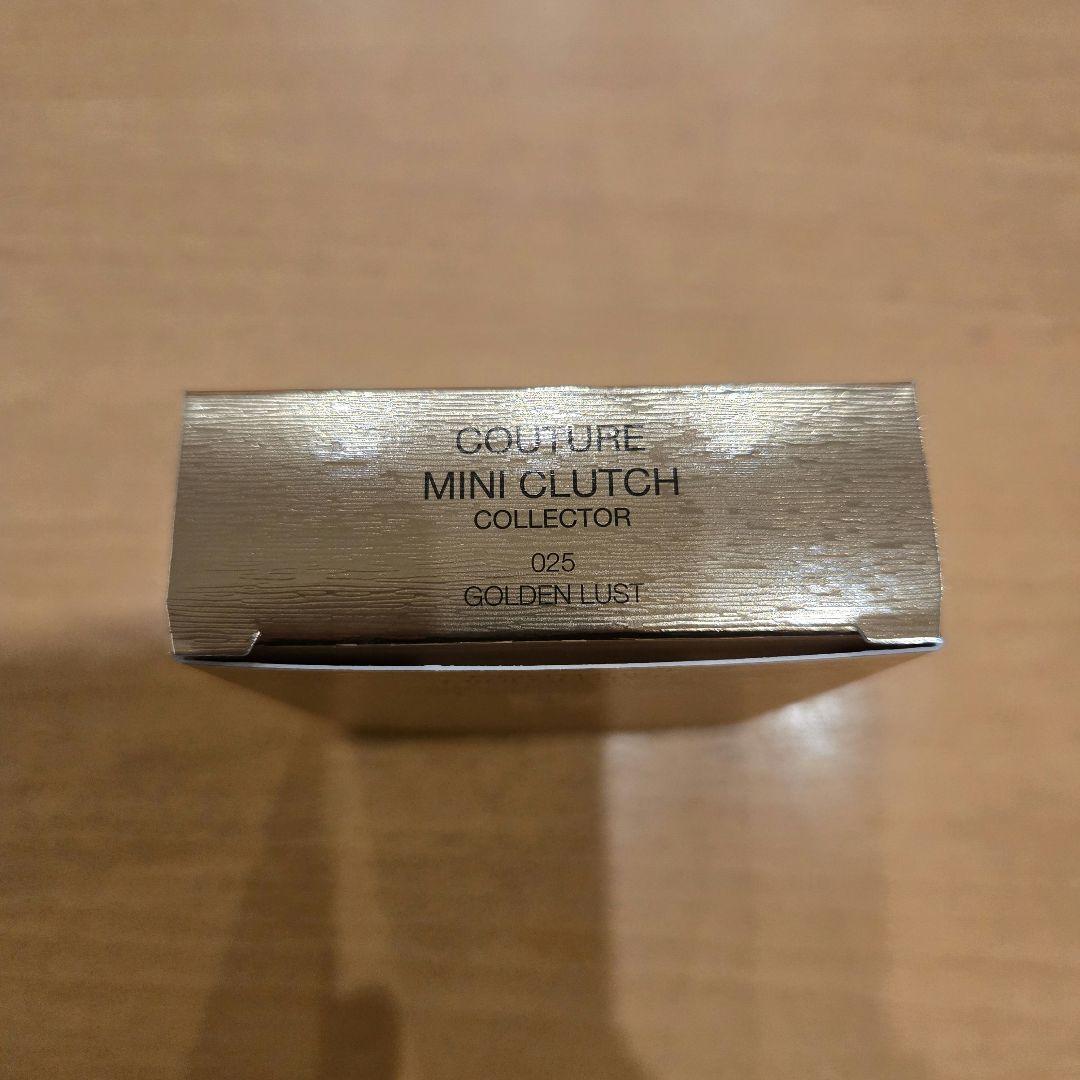 COUTURE
MINI CLUTCH
COLLECTOR
025
GOLDEN LUST